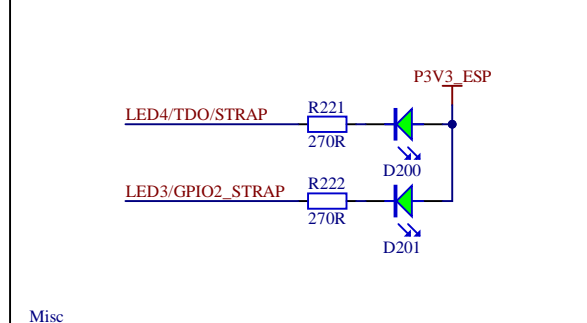 P3V3_ESP
LED4/TDO/STRAP
R221
270R
D200
LED3/GPIO2_STRAP
R222
270R
D201
Misc